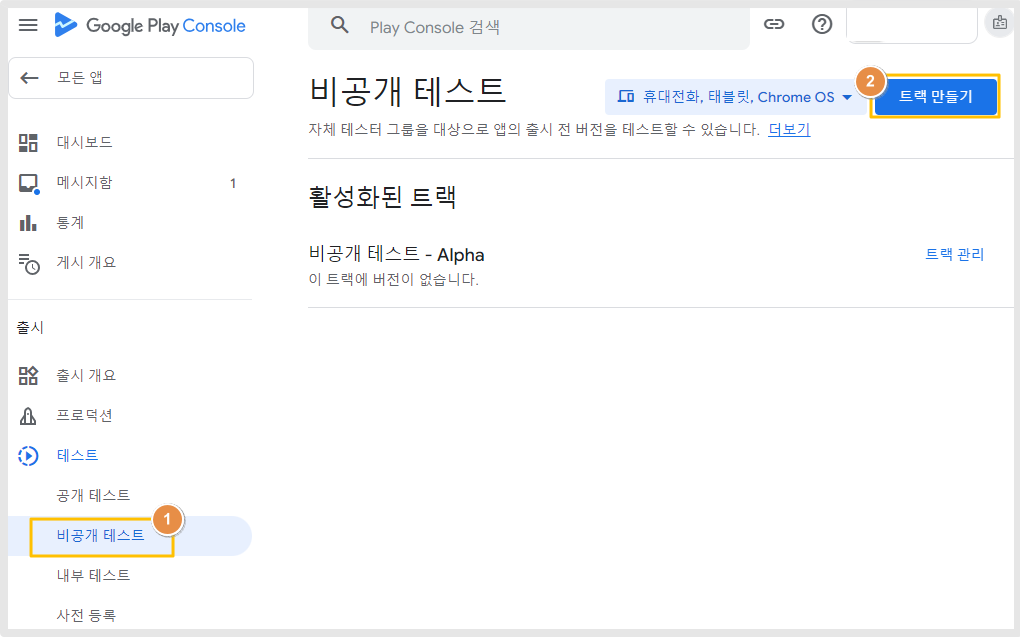 Google Play Console
Play Console 검색
모든 앱
대시보드
메시지함 1
통계
게시 개요
출시
출시 개요
프로덕션
테스트
공개 테스트
비공개 테스트
1
내부 테스트
사전 등록
비공개 테스트
휴대전화, 태블릿, Chrome OS
2
트랙 만들기
자체 테스터 그룹을 대상으로 앱의 출시 전 버전을 테스트할 수 있습니다. 더보기
활성화된 트랙
비공개 테스트 - Alpha
트랙 관리
이 트랙에 버전이 없습니다.